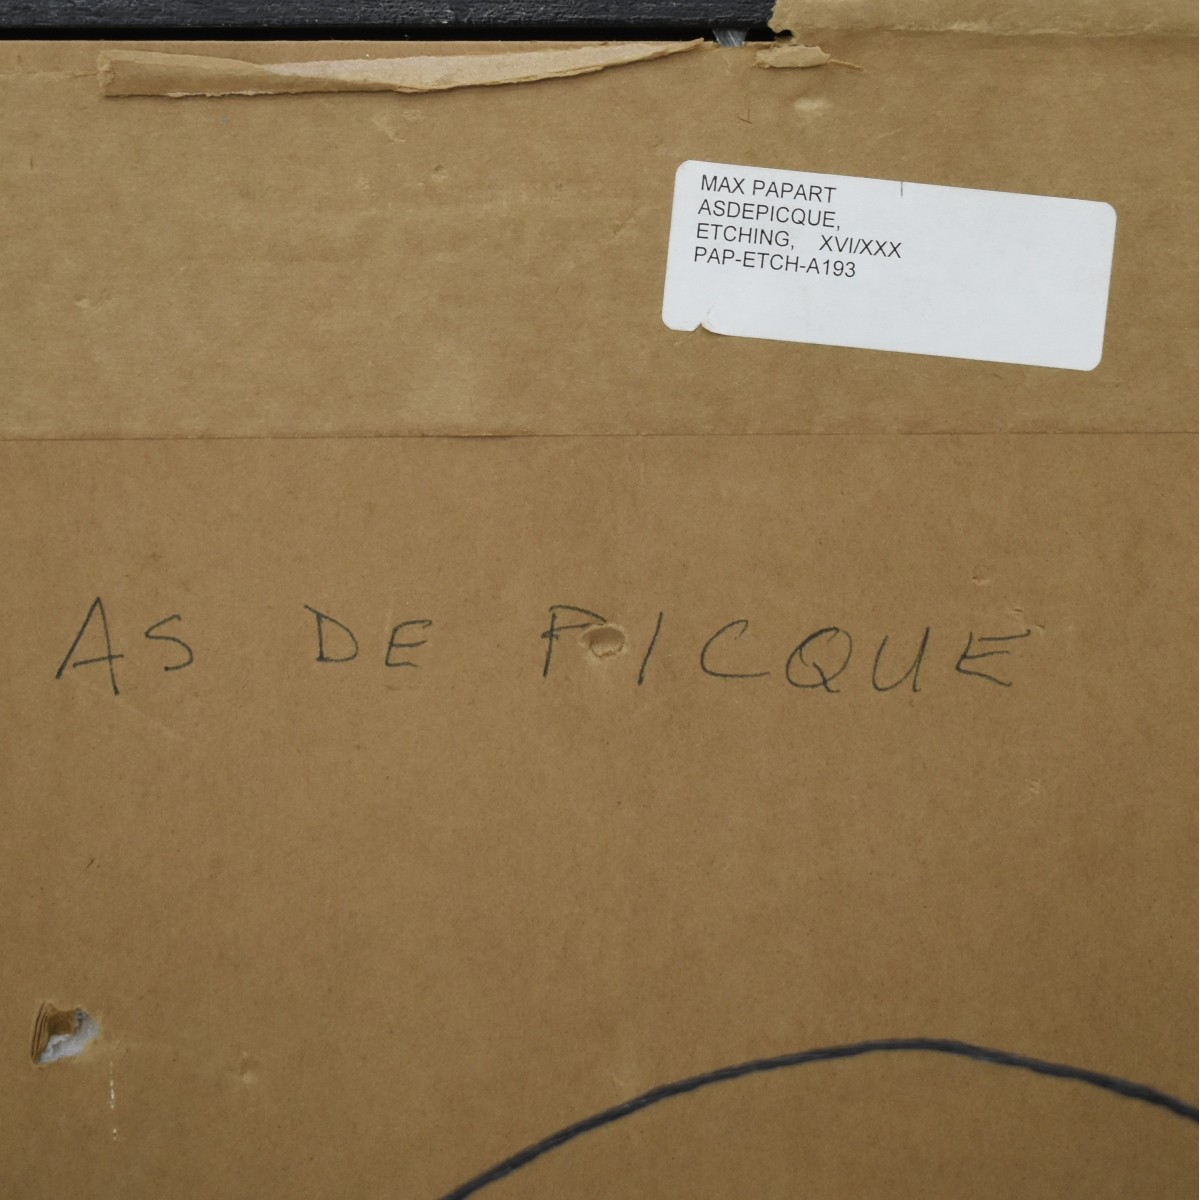 MAX PAPART
ASDEPICQUE,
ETCHING, XVI/XXX
PAP-ETCH-A193
AS DE PICQUE